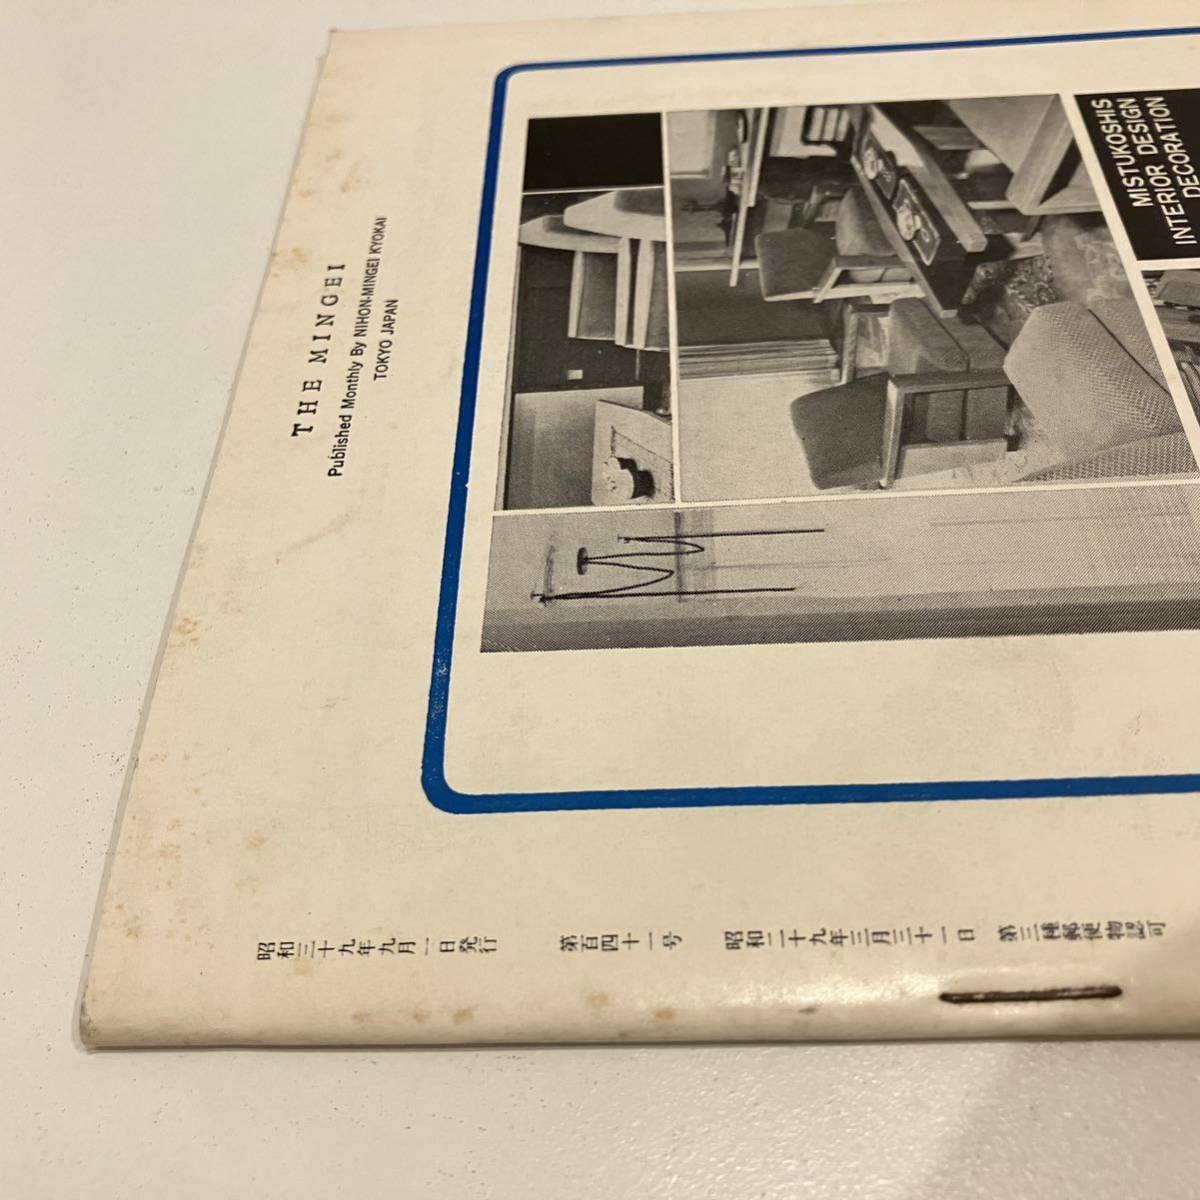 THE MINGEI
Published Monthly By NIHON-MINGEI KYOKAI
TOKYO JAPAN
MISTUKOSHIS
INTERIOR DESIGN
DECORATION
昭和三十九年九月一日発行 第百四十一号 昭和二十九年三月三十一日 第三種郵便物認可